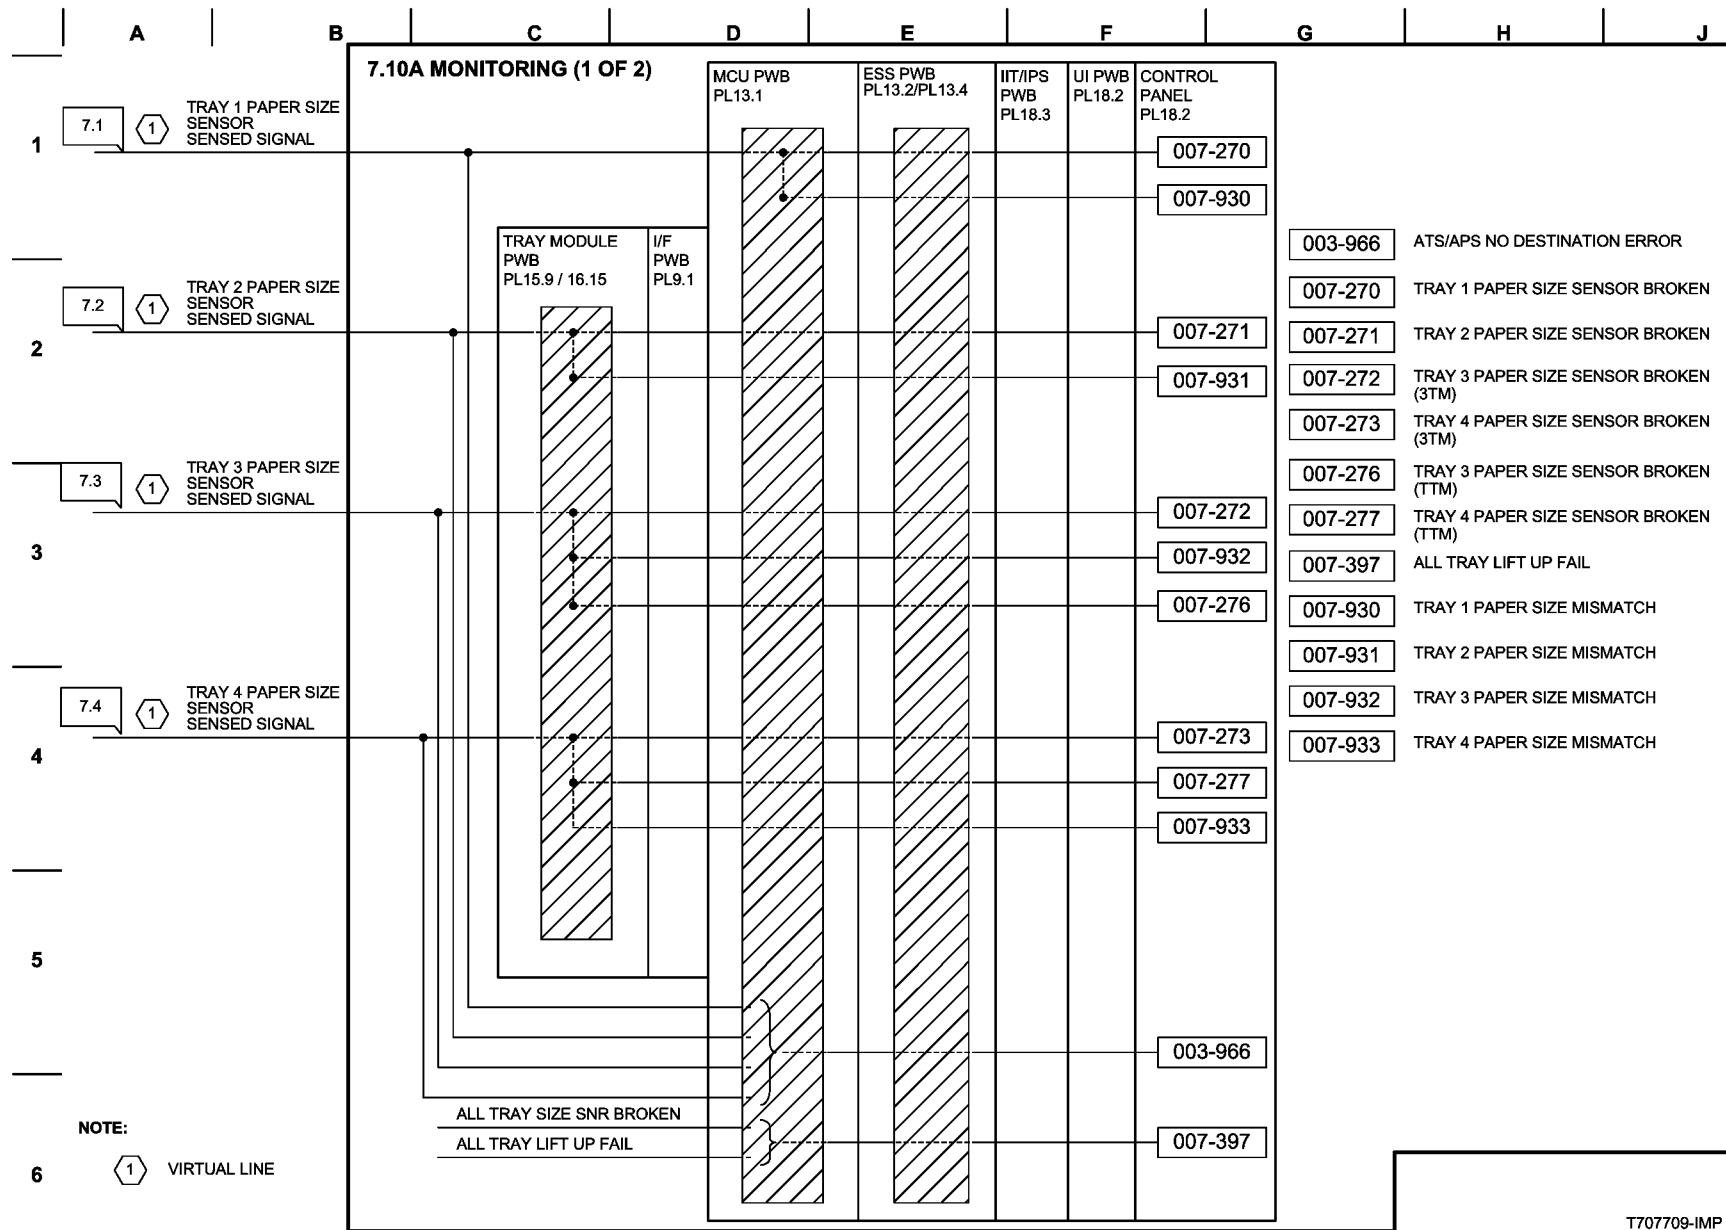 A B C D E F G H J
7.10A MONITORING (1 OF 2)
MCU PWB
PL13.1
ESS PWB
PL13.2/PL13.4
IIT/IPS
PWB
PL18.3
UI PWB
PL18.2
CONTROL
PANEL
PL18.2
1
7.1
1
TRAY 1 PAPER SIZE
SENSOR
SENSED SIGNAL
007-270
007-930
TRAY MODULE
PWB
PL15.9 / 16.15
I/F
PWB
PL9.1
2
7.2
1
TRAY 2 PAPER SIZE
SENSOR
SENSED SIGNAL
007-271
007-931
3
7.3
1
TRAY 3 PAPER SIZE
SENSOR
SENSED SIGNAL
007-272
007-932
007-276
4
7.4
1
TRAY 4 PAPER SIZE
SENSOR
SENSED SIGNAL
007-273
007-277
007-933
5
003-966
ALL TRAY SIZE SNR BROKEN
ALL TRAY LIFT UP FAIL
007-397
6
NOTE:
1 VIRTUAL LINE
003-966 ATS/APS NO DESTINATION ERROR
007-270 TRAY 1 PAPER SIZE SENSOR BROKEN
007-271 TRAY 2 PAPER SIZE SENSOR BROKEN
007-272 TRAY 3 PAPER SIZE SENSOR BROKEN
(3TM)
007-273 TRAY 4 PAPER SIZE SENSOR BROKEN
(3TM)
007-276 TRAY 3 PAPER SIZE SENSOR BROKEN
(TTM)
007-277 TRAY 4 PAPER SIZE SENSOR BROKEN
(TTM)
007-397 ALL TRAY LIFT UP FAIL
007-930 TRAY 1 PAPER SIZE MISMATCH
007-931 TRAY 2 PAPER SIZE MISMATCH
007-932 TRAY 3 PAPER SIZE MISMATCH
007-933 TRAY 4 PAPER SIZE MISMATCH
T707709-IMP